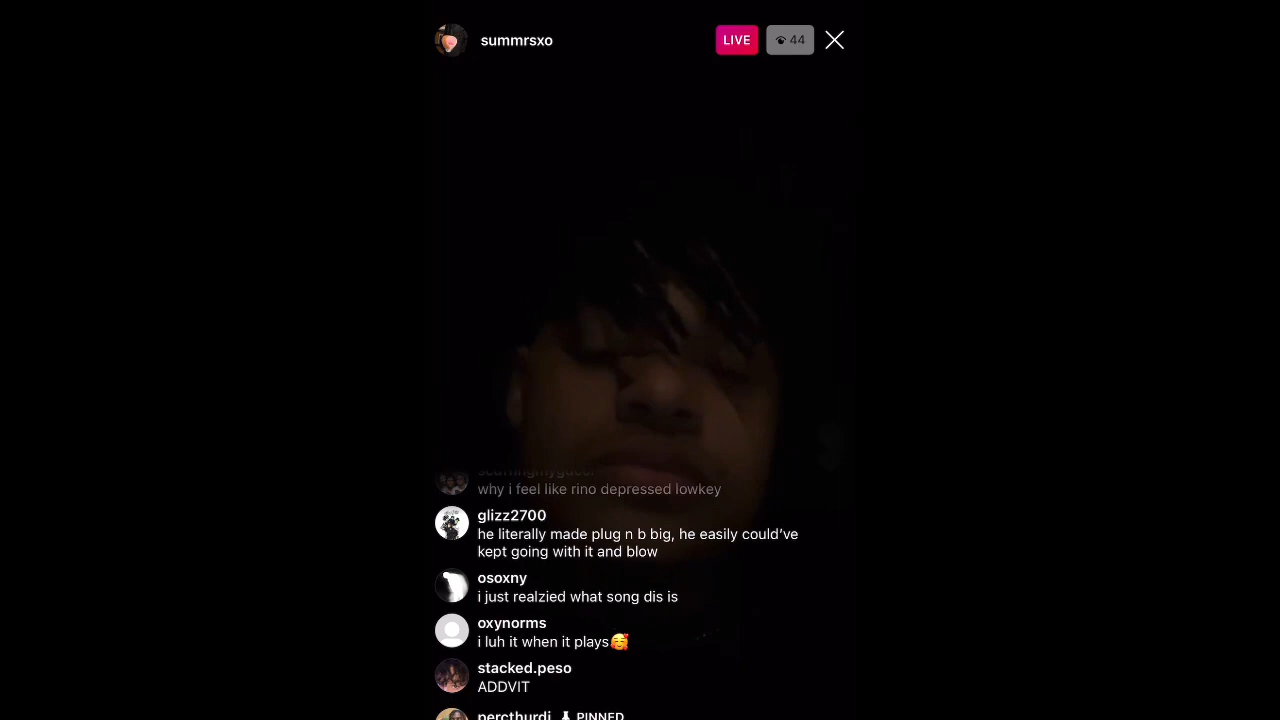 summrsxo
LIVE
44
why i feel like rino depressed lowkey
glizz2700
he literally made plug n b big, he easily could've
kept going with it and blow
osoxny
i just realzied what song dis is
oxynorms
i luh it when it plays🥰
stacked.peso
ADDVIT
percthurdi PINNED